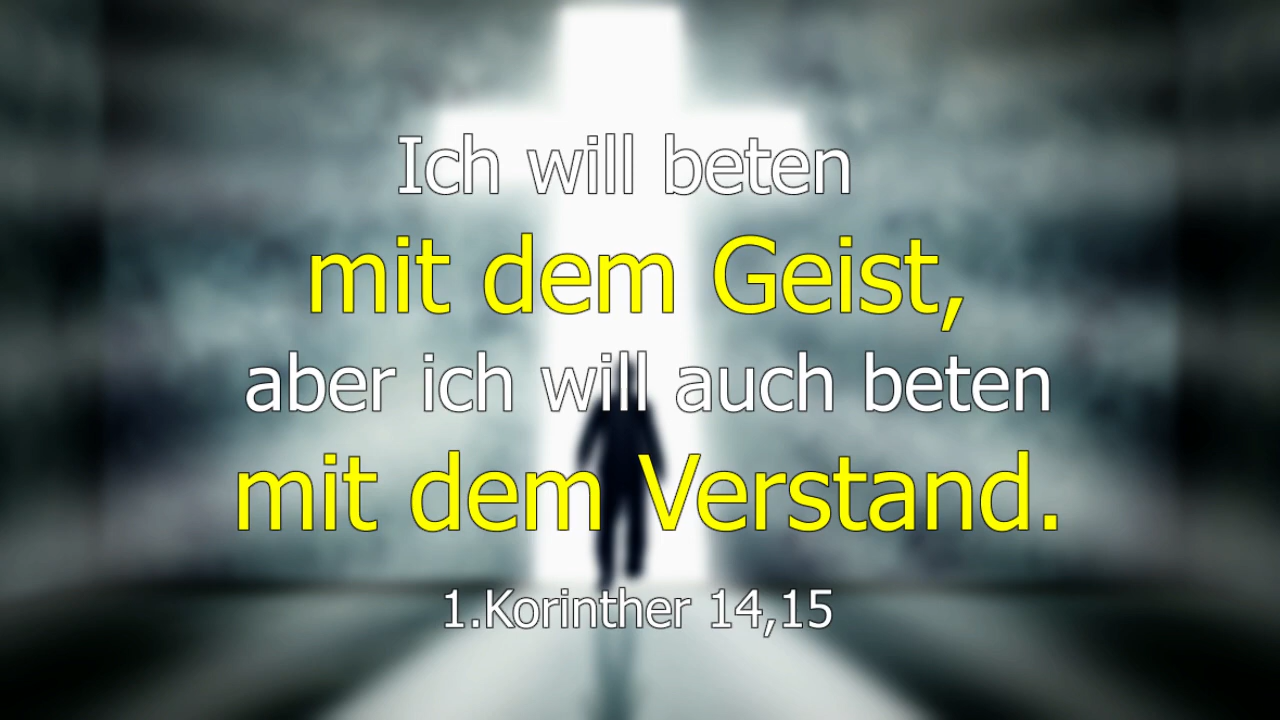 Ich will beten
mit dem Geist,
aber ich will auch beten
mit dem Verstand.
1.Korinther 14,15